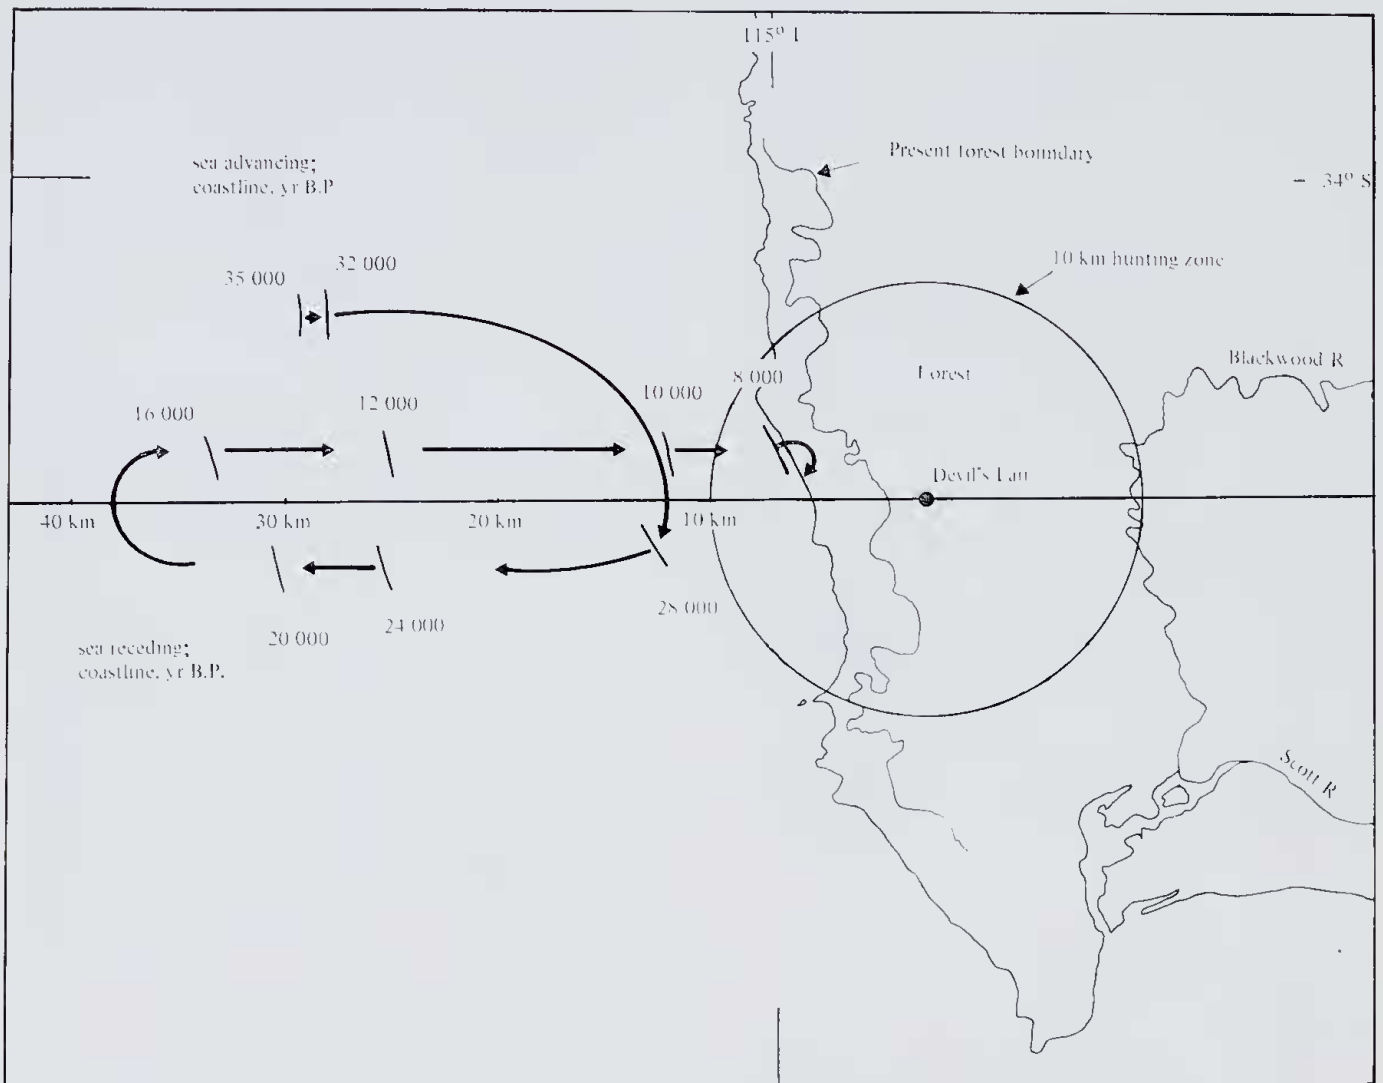 115º
sea advancing;
coastline, yr B.P
Present forest boundary
34º S
35 000
32 000
10 km hunting zone
Blackwood R
Forest
8 000
10 000
12 000
16 000
Devil's Lair
40 km
30 km
20 km
10 km
28 000
24 000
20 000
sea receding;
coastline, yr B.P.
Scott R